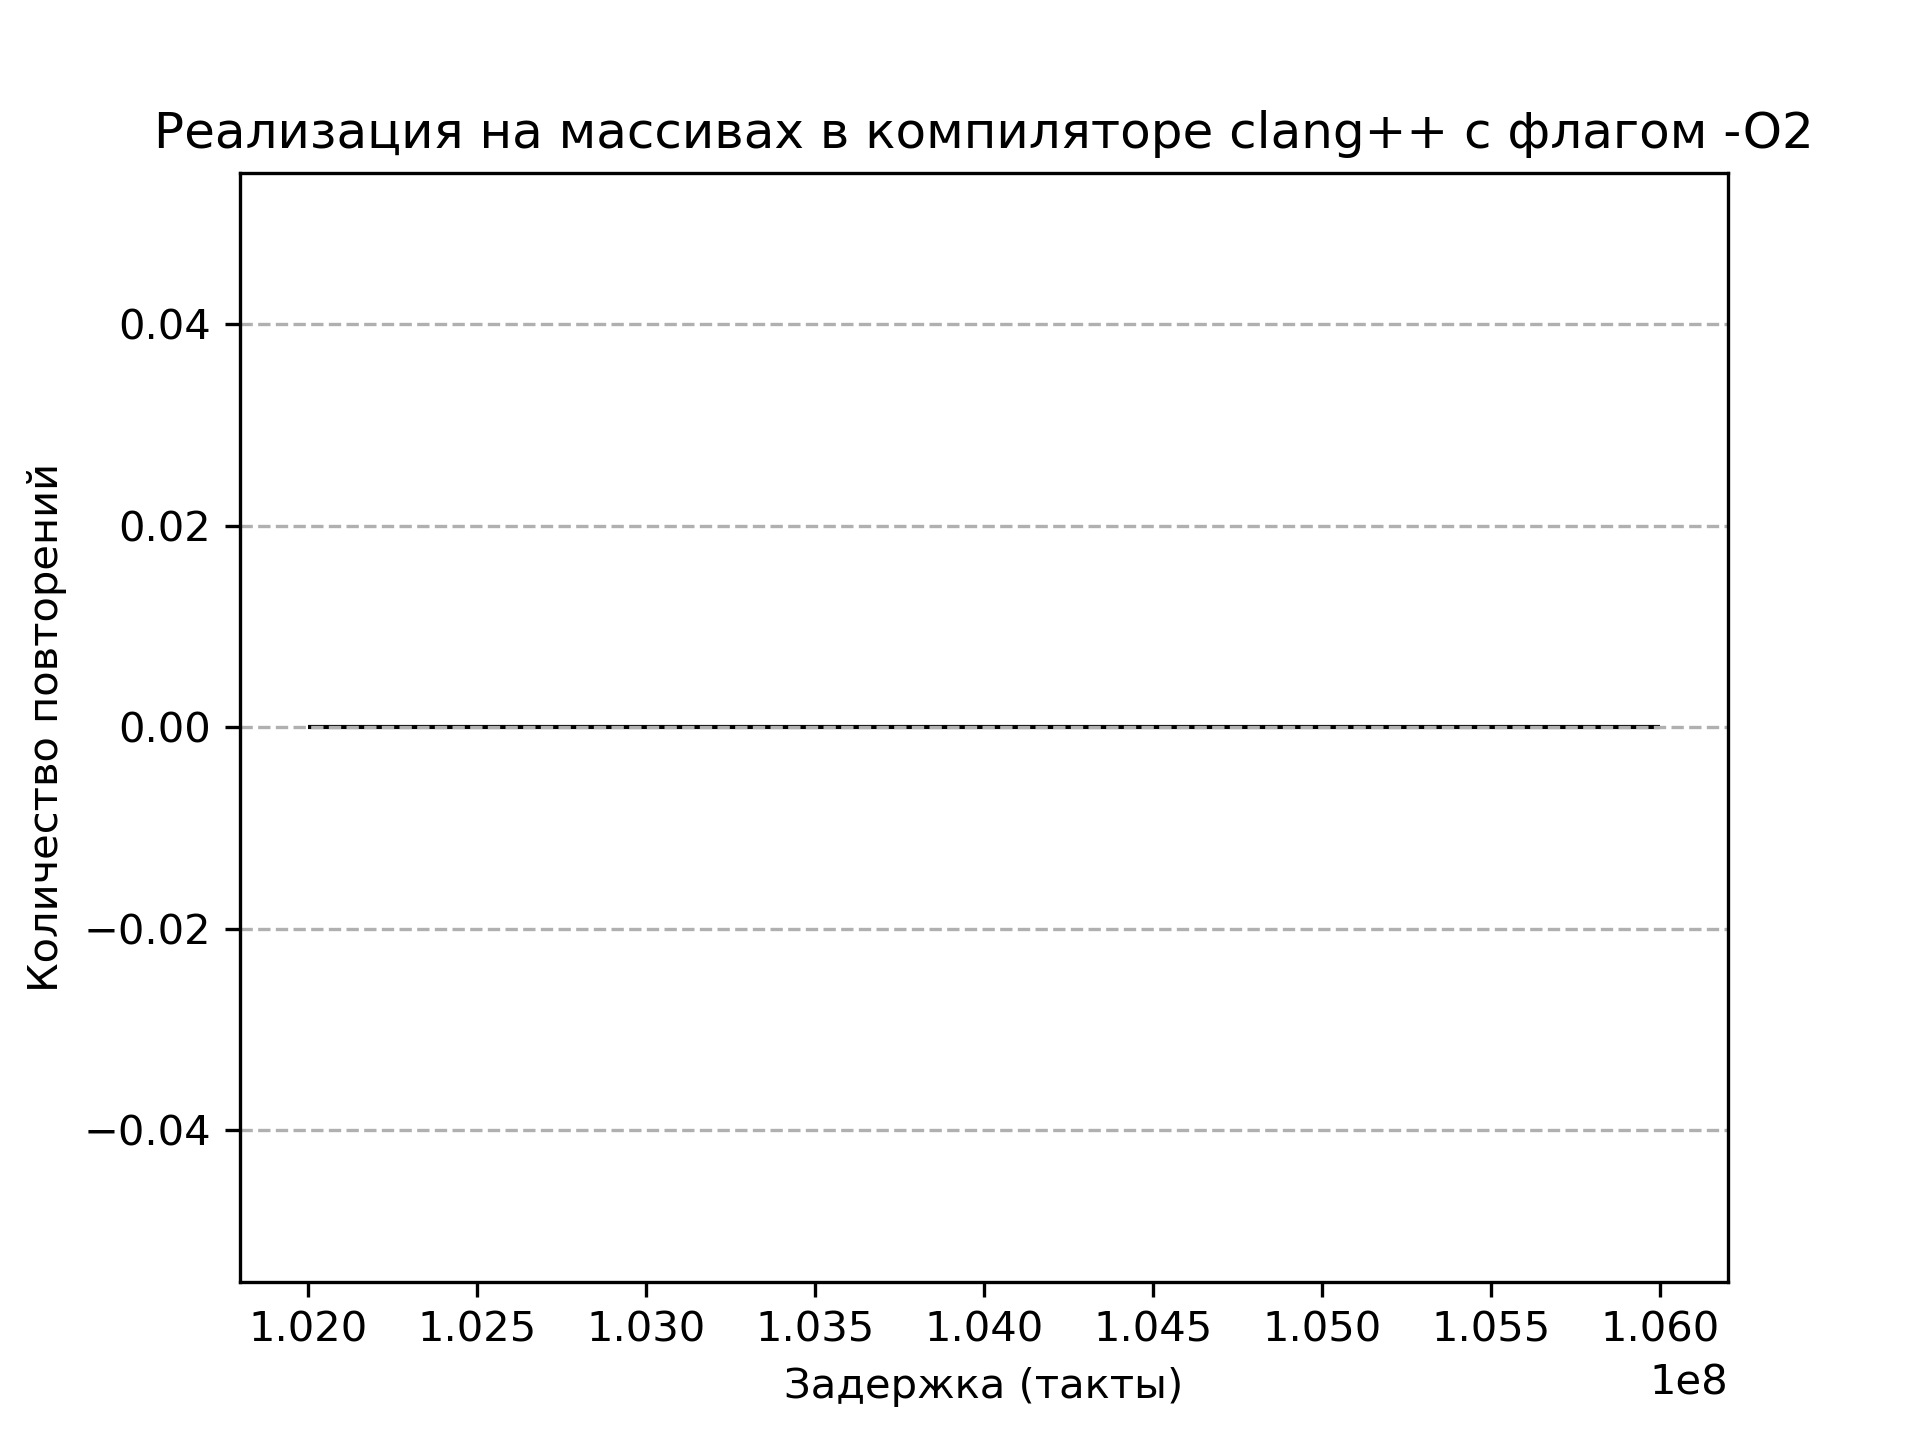 Реализация на массивах в компиляторе clang++ с флагом -O2
Количество повторений
0.04
0.02
0.00
−0.02
−0.04
1.020 1.025 1.030 1.035 1.040 1.045 1.050 1.055 1.060
Задержка (такты)
1e8